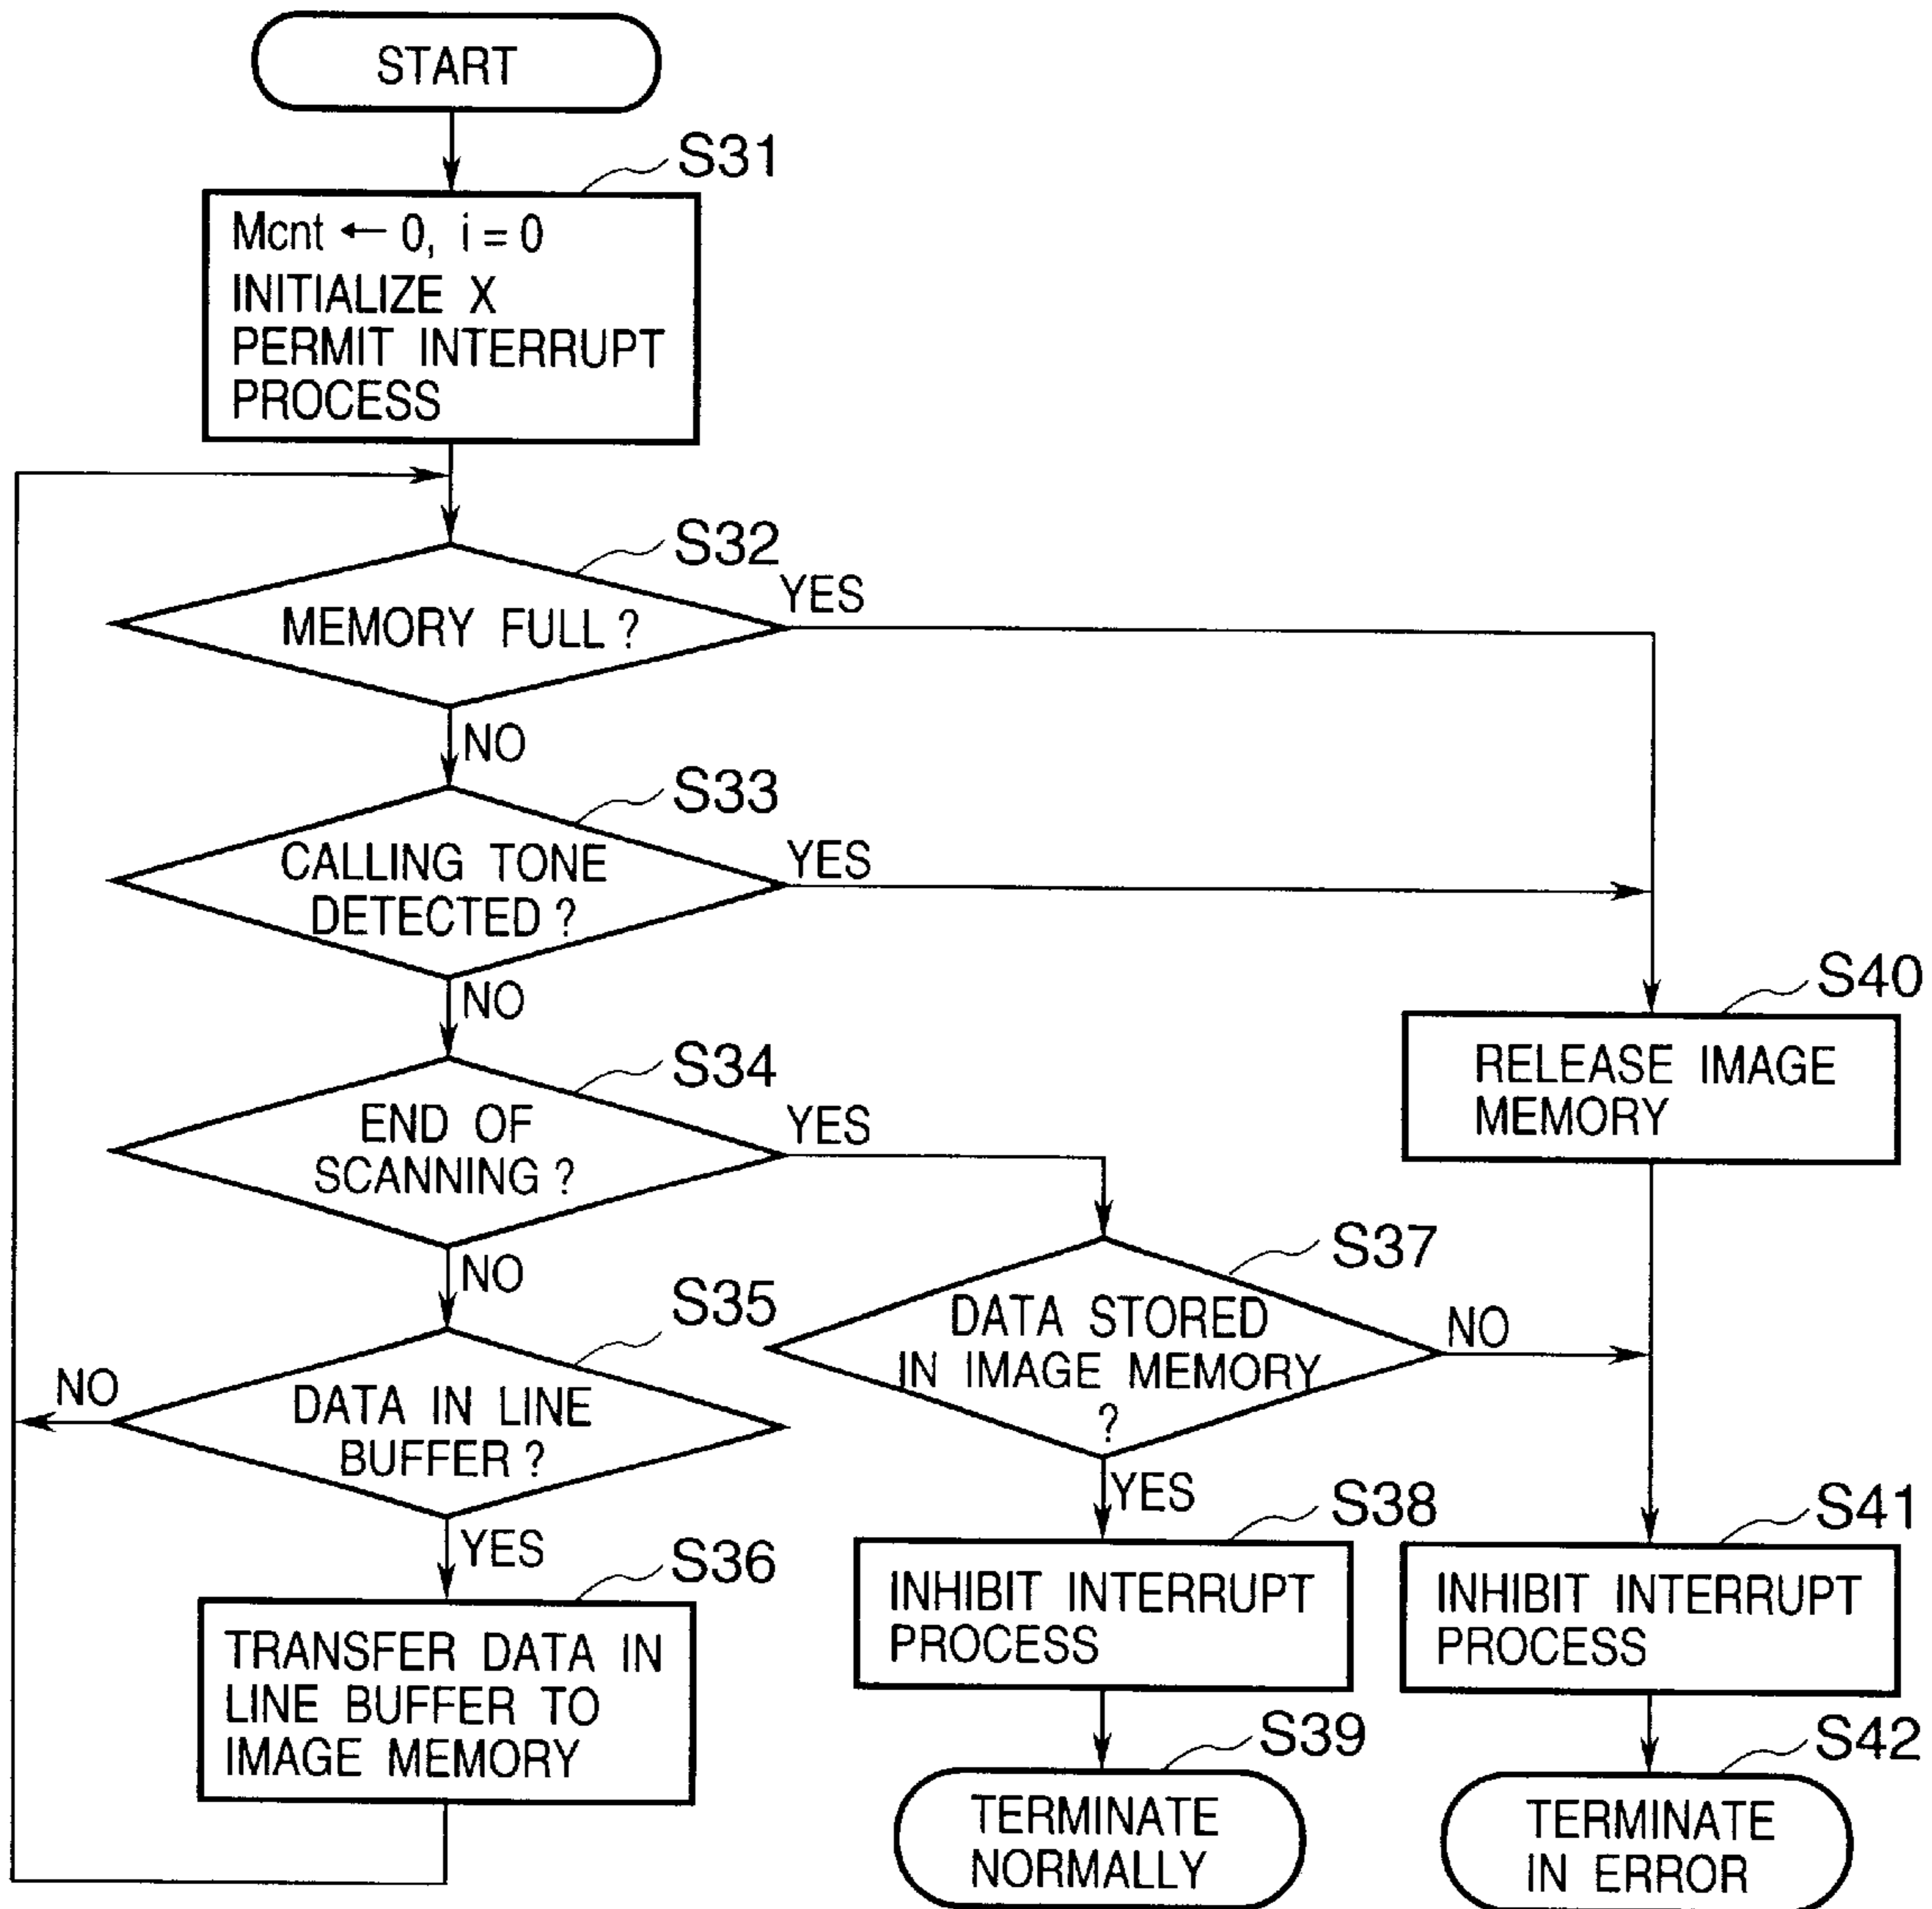 START
S31
Mcnt ← 0, i = 0
INITIALIZE X
PERMIT INTERRUPT
PROCESS
S32
MEMORY FULL ?
YES
NO
S33
CALLING TONE
DETECTED ?
YES
NO
S40
RELEASE IMAGE
MEMORY
S34
END OF
SCANNING ?
YES
NO
S37
DATA STORED
IN IMAGE MEMORY
?
NO
YES
S35
DATA IN LINE
BUFFER ?
NO
YES
S36
TRANSFER DATA IN
LINE BUFFER TO
IMAGE MEMORY
S38
INHIBIT INTERRUPT
PROCESS
S41
INHIBIT INTERRUPT
PROCESS
S39
TERMINATE
NORMALLY
S42
TERMINATE
IN ERROR